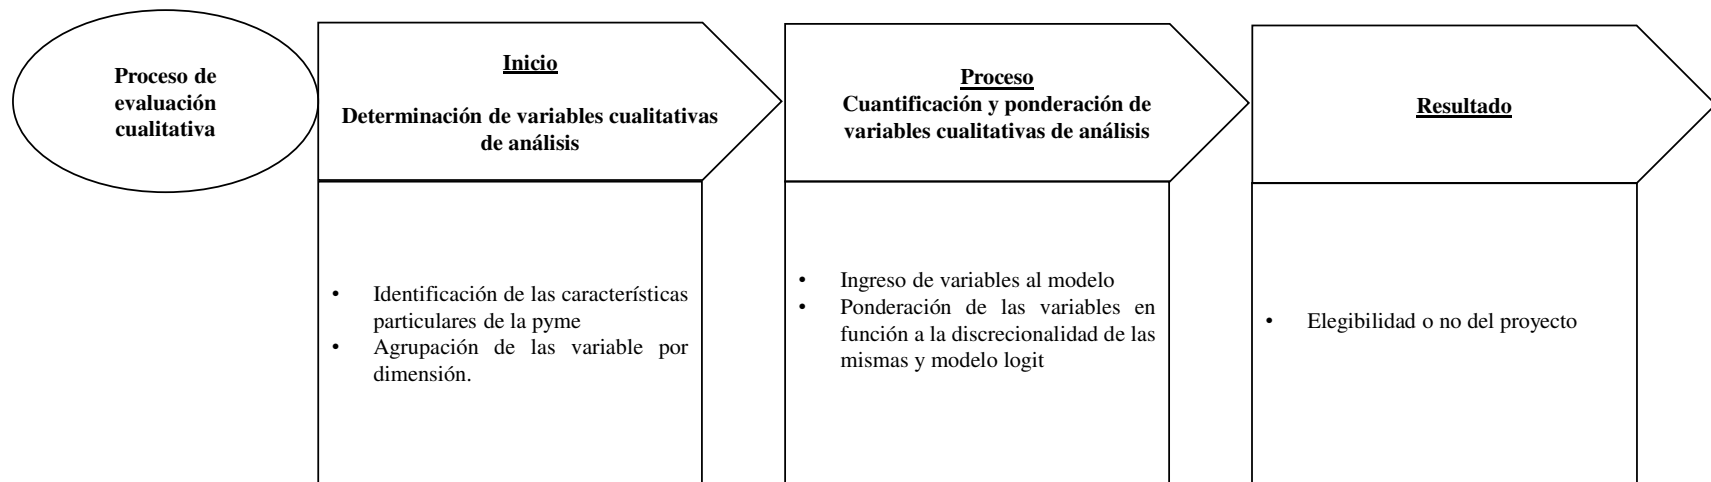 Proceso de
evaluación
cualitativa
Inicio
Determinación de variables cualitativas
de análisis
Proceso
Cuantificación y ponderación de
variables cualitativas de análisis
Resultado
• Identificación de las características
particulares de la pyme
• Agrupación de las variable por
dimensión.
• Ingreso de variables al modelo
• Ponderación de las variables en
función a la discrecionalidad de las
mismas y modelo logit
• Elegibilidad o no del proyecto